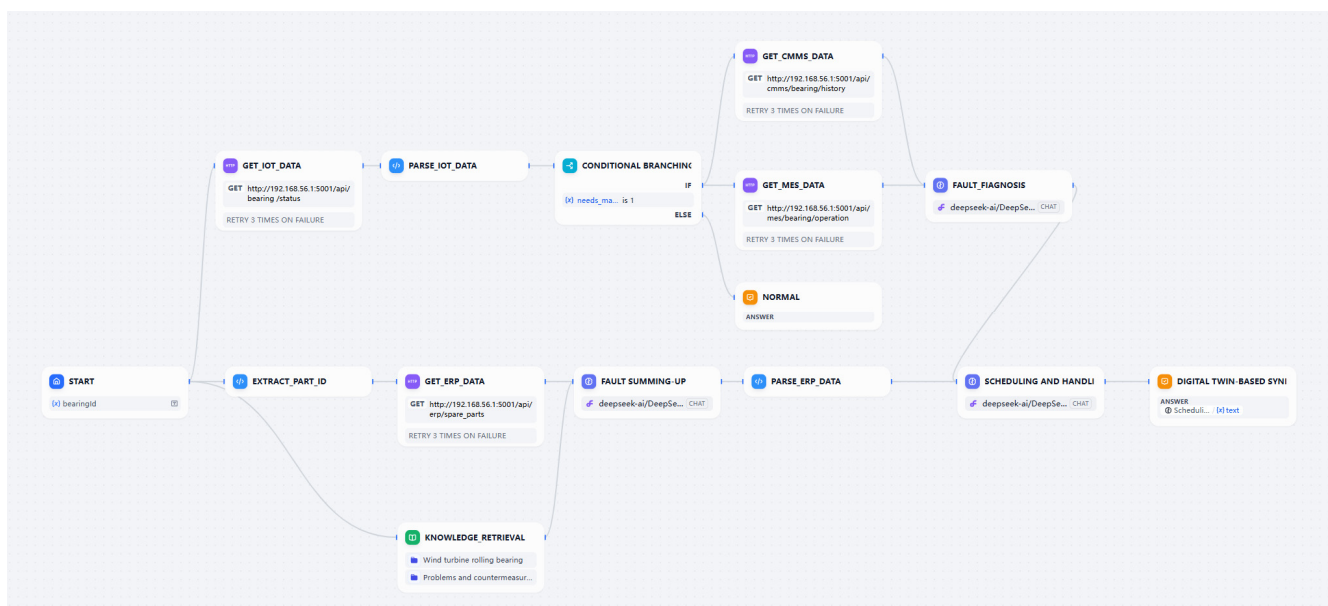 HTTP GET_CMMS_DATA
GET http://192.168.56.1:5001/api/
cmms/bearing/history
RETRY 3 TIMES ON FAILURE
HTTP GET_IOT_DATA
GET http://192.168.56.1:5001/api/
bearing /status
RETRY 3 TIMES ON FAILURE
PARSE_IOT_DATA
CONDITIONAL BRANCHING
IF
{x} needs_ma... is 1
ELSE
HTTP GET_MES_DATA
GET http://192.168.56.1:5001/api/
mes/bearing/operation
RETRY 3 TIMES ON FAILURE
FAULT_FIAGNOSIS
deepseek-ai/DeepSe... CHAT
NORMAL
ANSWER
START
{x} bearingId
EXTRACT_PART_ID
HTTP GET_ERP_DATA
GET http://192.168.56.1:5001/api/
erp/spare_parts
RETRY 3 TIMES ON FAILURE
FAULT SUMMING-UP
deepseek-ai/DeepSe... CHAT
PARSE_ERP_DATA
SCHEDULING AND HANDLI
deepseek-ai/DeepSe... CHAT
DIGITAL TWIN-BASED SYNI
ANSWER
Scheduli... / {x} text
KNOWLEDGE_RETRIEVAL
Wind turbine rolling bearing
Problems and countermeasur...